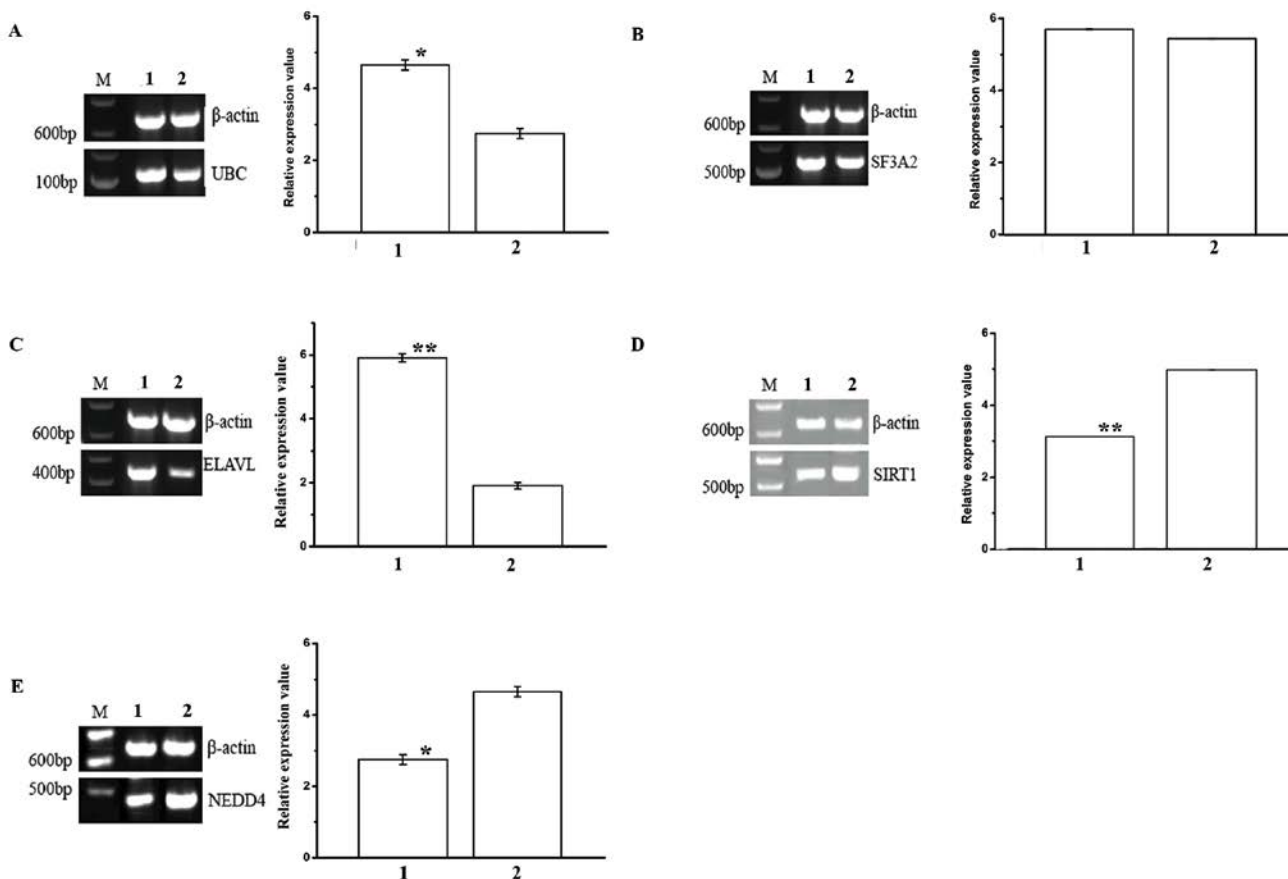 A
M 1 2
β-actin
600bp
UBC
100bp
Relative expression value
6
4
2
0
*
1 2
B
M 1 2
β-actin
600bp
SF3A2
500bp
Relative expression value
6
4
2
0
1 2
C
M 1 2
β-actin
600bp
ELAVL
400bp
Relative expression value
6
4
2
0
**
1 2
D
M 1 2
β-actin
600bp
SIRT1
500bp
Relative expression value
6
4
2
0
**
1 2
E
M 1 2
β-actin
600bp
500bp
NEDD4
Relative expression value
6
4
2
0
*
1 2